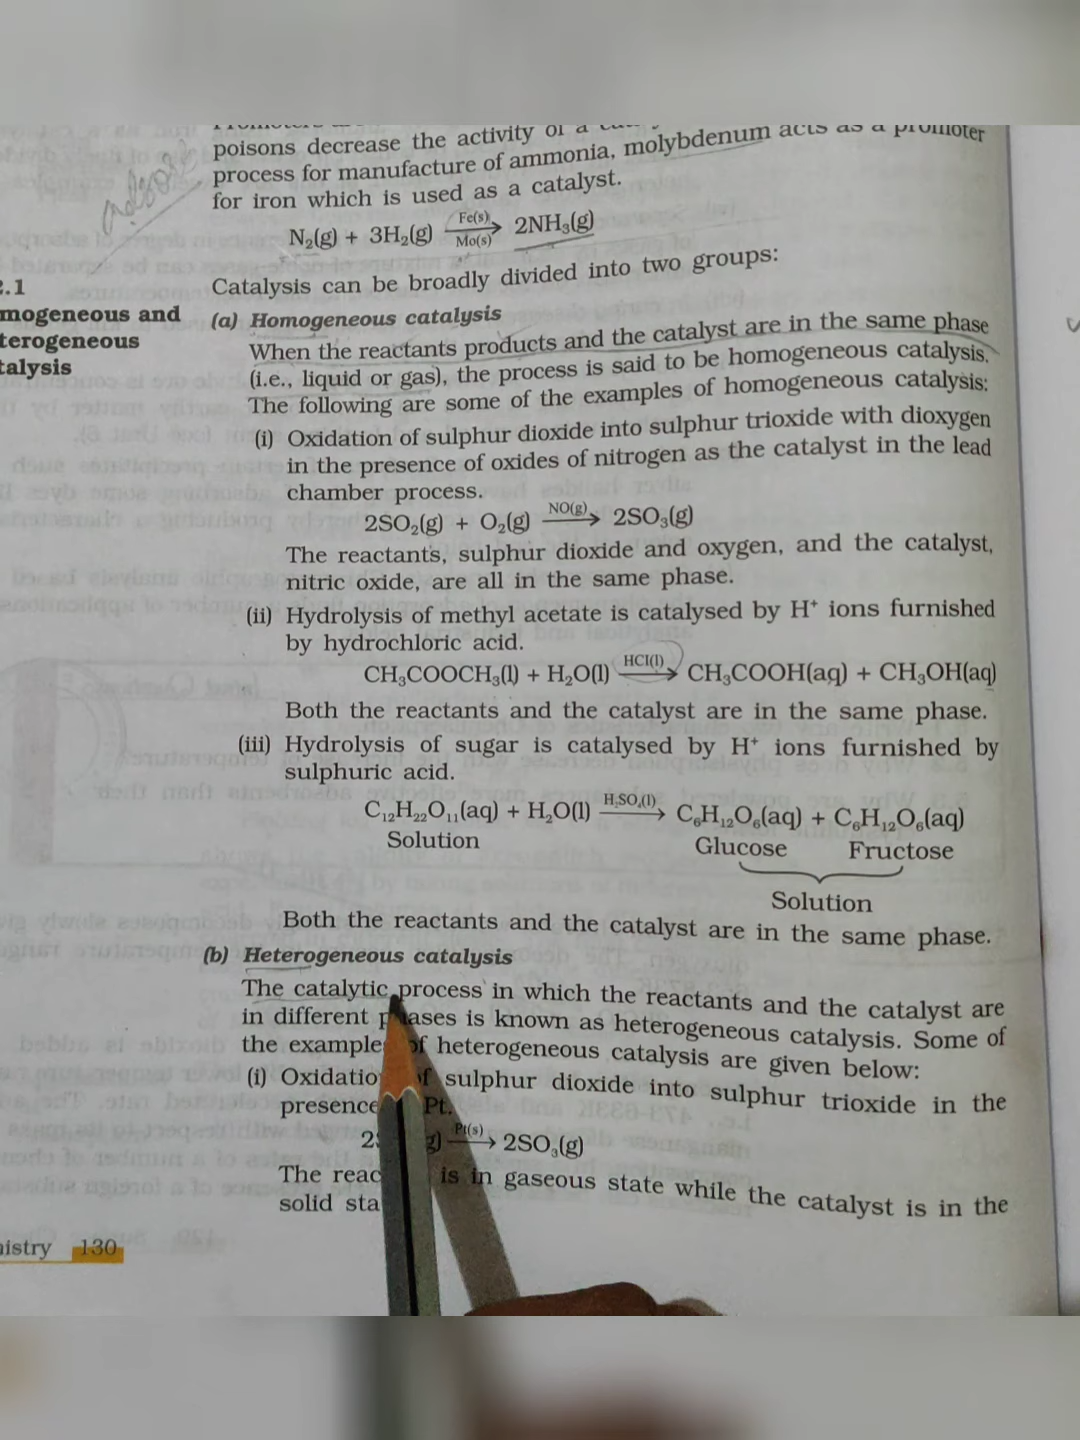 poisons decrease the activity of a
process for manufacture of ammonia, molybdenum acts as a promoter
for iron which is used as a catalyst.
N₂(g) + 3H₂(g) Fe(s) Mo(s) 2NH₃(g)
Catalysis can be broadly divided into two groups:
.1
mogeneous and
terogeneous
talysis
(a) Homogeneous catalysis
When the reactants products and the catalyst are in the same phase
(i.e., liquid or gas), the process is said to be homogeneous catalysis.
The following are some of the examples of homogeneous catalysis:
(i) Oxidation of sulphur dioxide into sulphur trioxide with dioxygen
in the presence of oxides of nitrogen as the catalyst in the lead
chamber process.
2SO₂(g) + O₂(g) NO(g)→ 2SO₃(g)
The reactants, sulphur dioxide and oxygen, and the catalyst,
nitric oxide, are all in the same phase.
(ii) Hydrolysis of methyl acetate is catalysed by H⁺ ions furnished
by hydrochloric acid.
CH₃COOCH₃(l) + H₂O(l) HCl(l)→ CH₃COOH(aq) + CH₃OH(aq)
Both the reactants and the catalyst are in the same phase.
(iii) Hydrolysis of sugar is catalysed by H⁺ ions furnished by
sulphuric acid.
C₁₂H₂₂O₁₁(aq) + H₂O(l) H₂SO₄(l)→ C₆H₁₂O₆(aq) + C₆H₁₂O₆(aq)
Solution Glucose Fructose
Solution
Both the reactants and the catalyst are in the same phase.
(b) Heterogeneous catalysis
The catalytic process in which the reactants and the catalyst are
in different phases is known as heterogeneous catalysis. Some of
the examples of heterogeneous catalysis are given below:
(i) Oxidation of sulphur dioxide into sulphur trioxide in the
presence Pt.
2S g) Pt(s)→ 2SO₃(g)
The reac is in gaseous state while the catalyst is in the
solid sta
istry 130